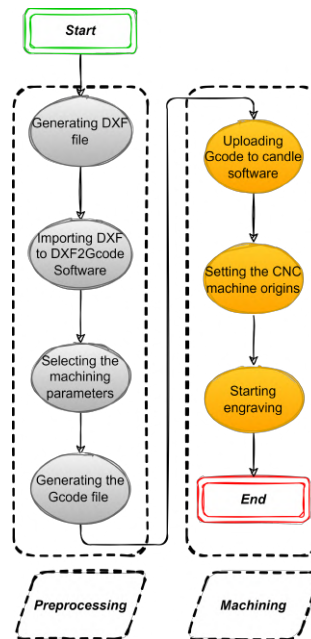 Start
Generating DXF
file
Importing DXF
to DXF2Gcode
Software
Selecting the
machining
parameters
Generating the
Gcode file
Uploading
Gcode to candle
software
Setting the CNC
machine origins
Starting
engraving
End
Preprocessing
Machining